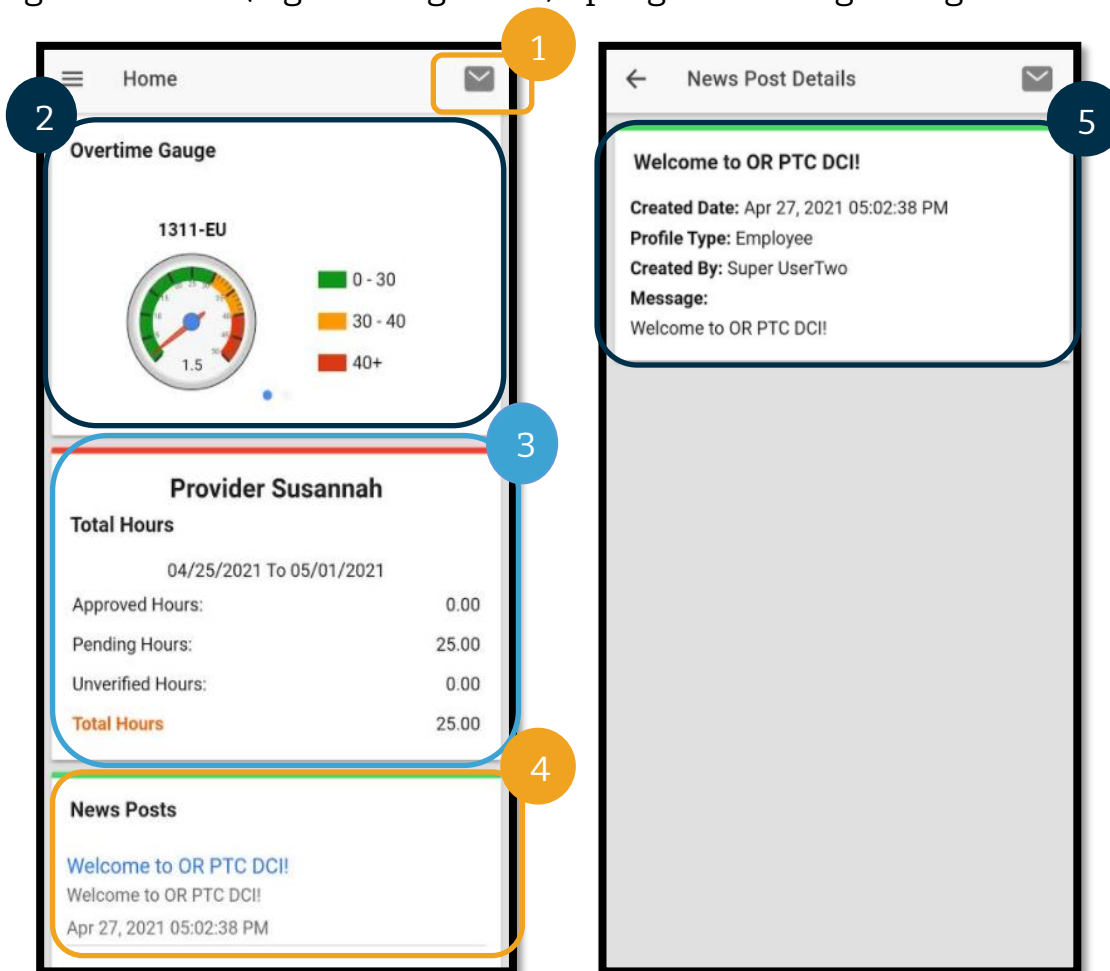 1
Home
2
Overtime Gauge
1311-EU
0 - 30
30 - 40
40+
1.5
3
Provider Susannah
Total Hours
04/25/2021 To 05/01/2021
Approved Hours: 0.00
Pending Hours: 25.00
Unverified Hours: 0.00
Total Hours 25.00
4
News Posts
Welcome to OR PTC DCI!
Welcome to OR PTC DCI!
Apr 27, 2021 05:02:38 PM
News Post Details
5
Welcome to OR PTC DCI!
Created Date: Apr 27, 2021 05:02:38 PM
Profile Type: Employee
Created By: Super UserTwo
Message:
Welcome to OR PTC DCI!